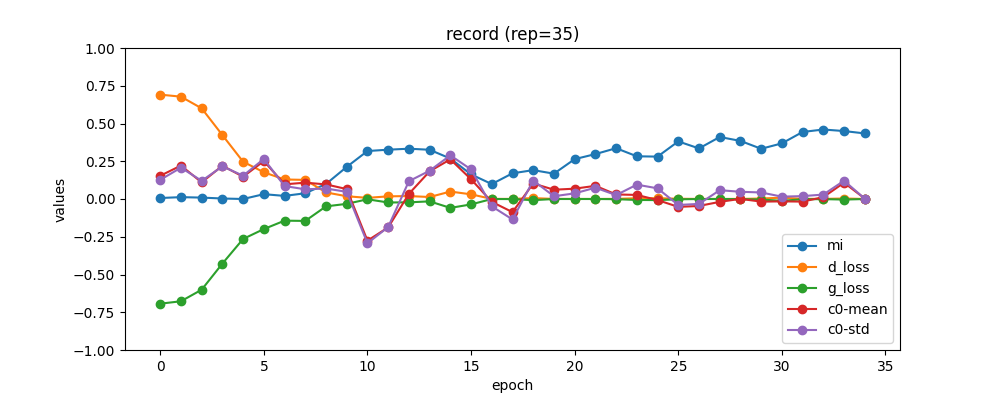 record (rep=35)
1.00
0.75
0.50
0.25
0.00
−0.25
−0.50
−0.75
−1.00
values
mi
d_loss
g_loss
c0-mean
c0-std
0 5 10 15 20 25 30 35
epoch